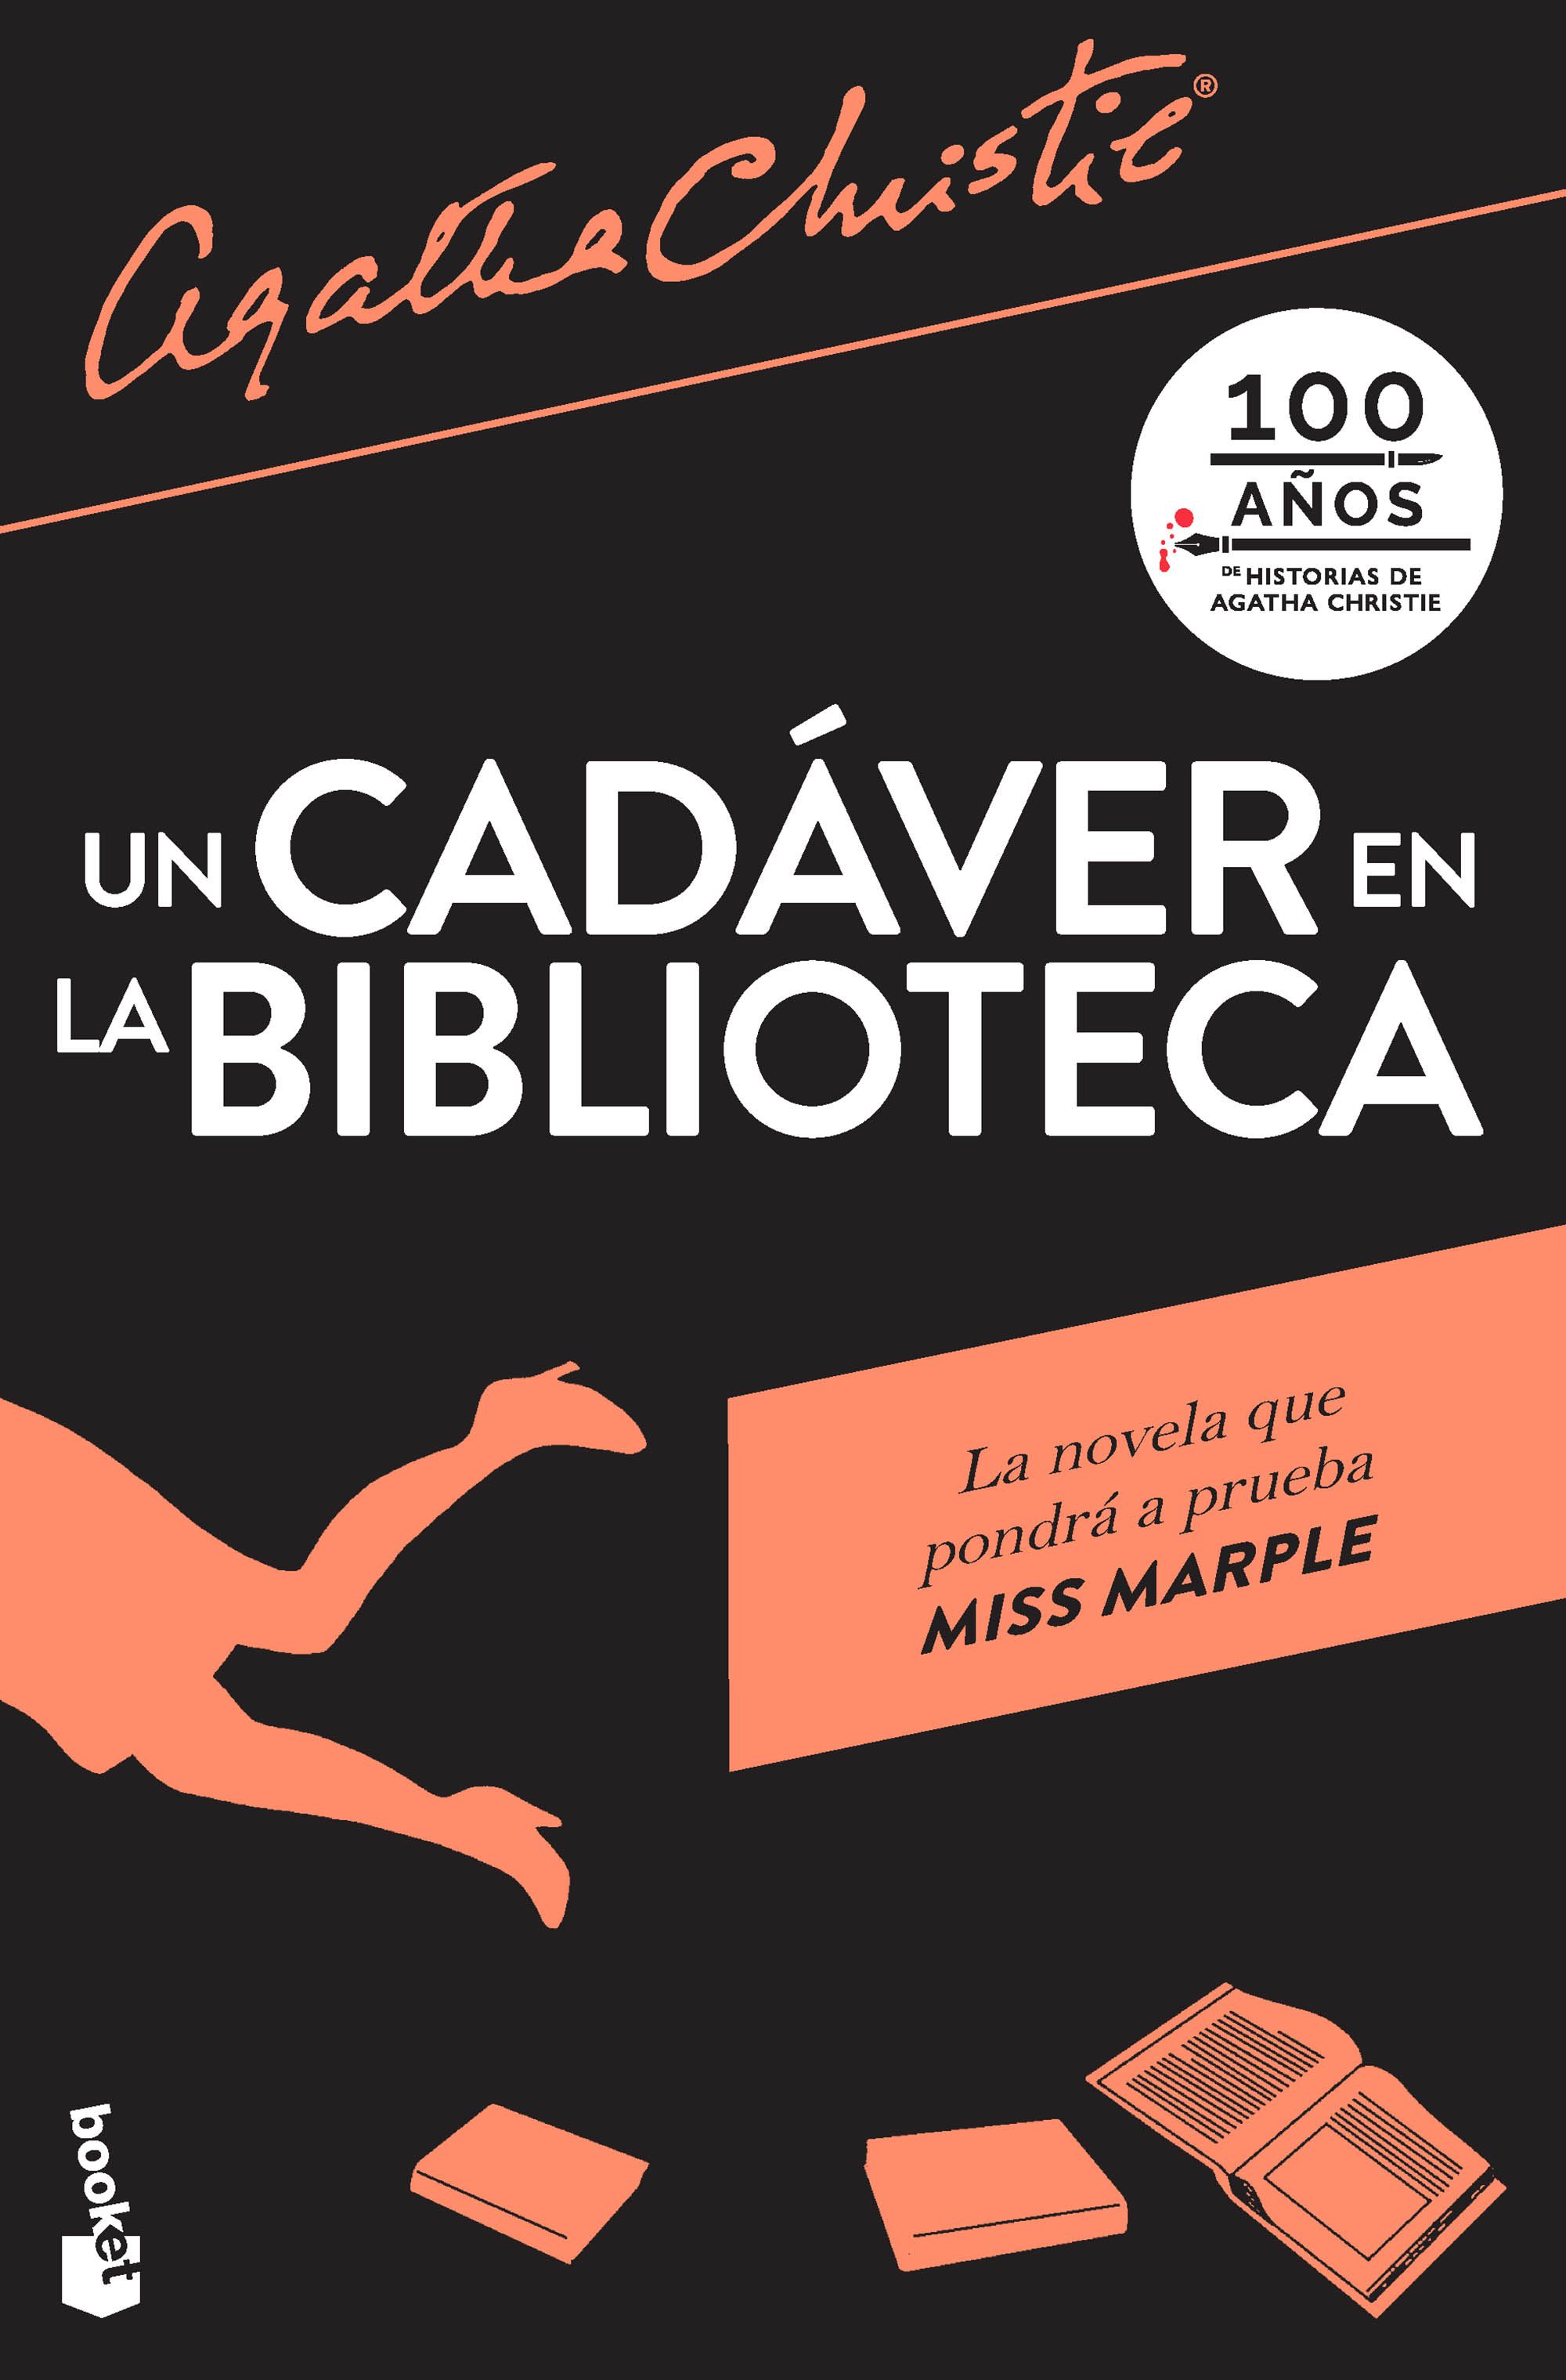 Agatha Christie®
100
AÑOS
DE HISTORIAS DE
AGATHA CHRISTIE
UN CADÁVER EN
LA BIBLIOTECA
La novela que
pondrá a prueba
MISS MARPLE
booket